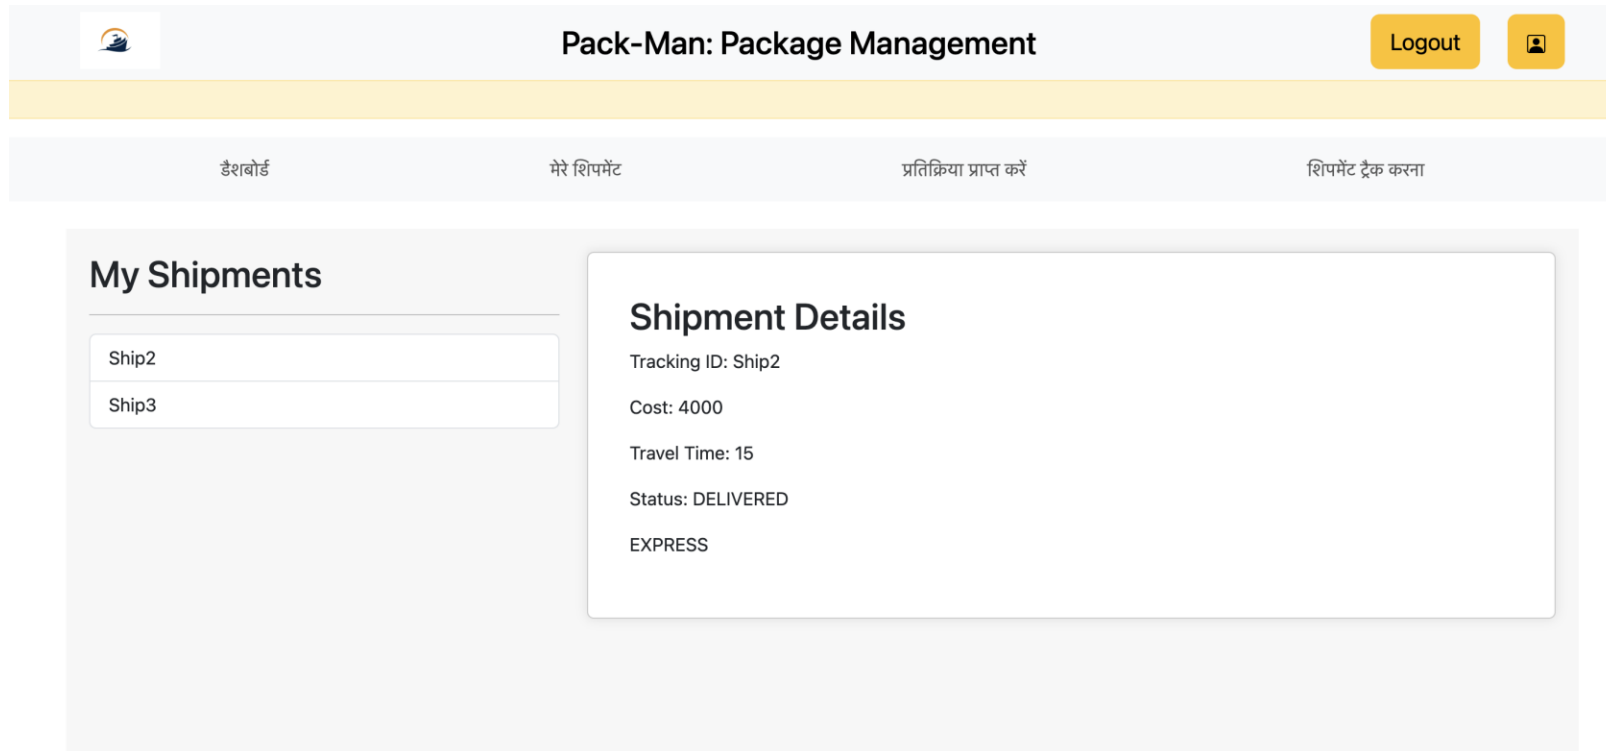 Pack-Man: Package Management
Logout
डैशबोर्ड
मेरे शिपमेंट
प्रतिक्रिया प्राप्त करें
शिपमेंट ट्रैक करना
My Shipments
Ship2
Ship3
Shipment Details
Tracking ID: Ship2
Cost: 4000
Travel Time: 15
Status: DELIVERED
EXPRESS